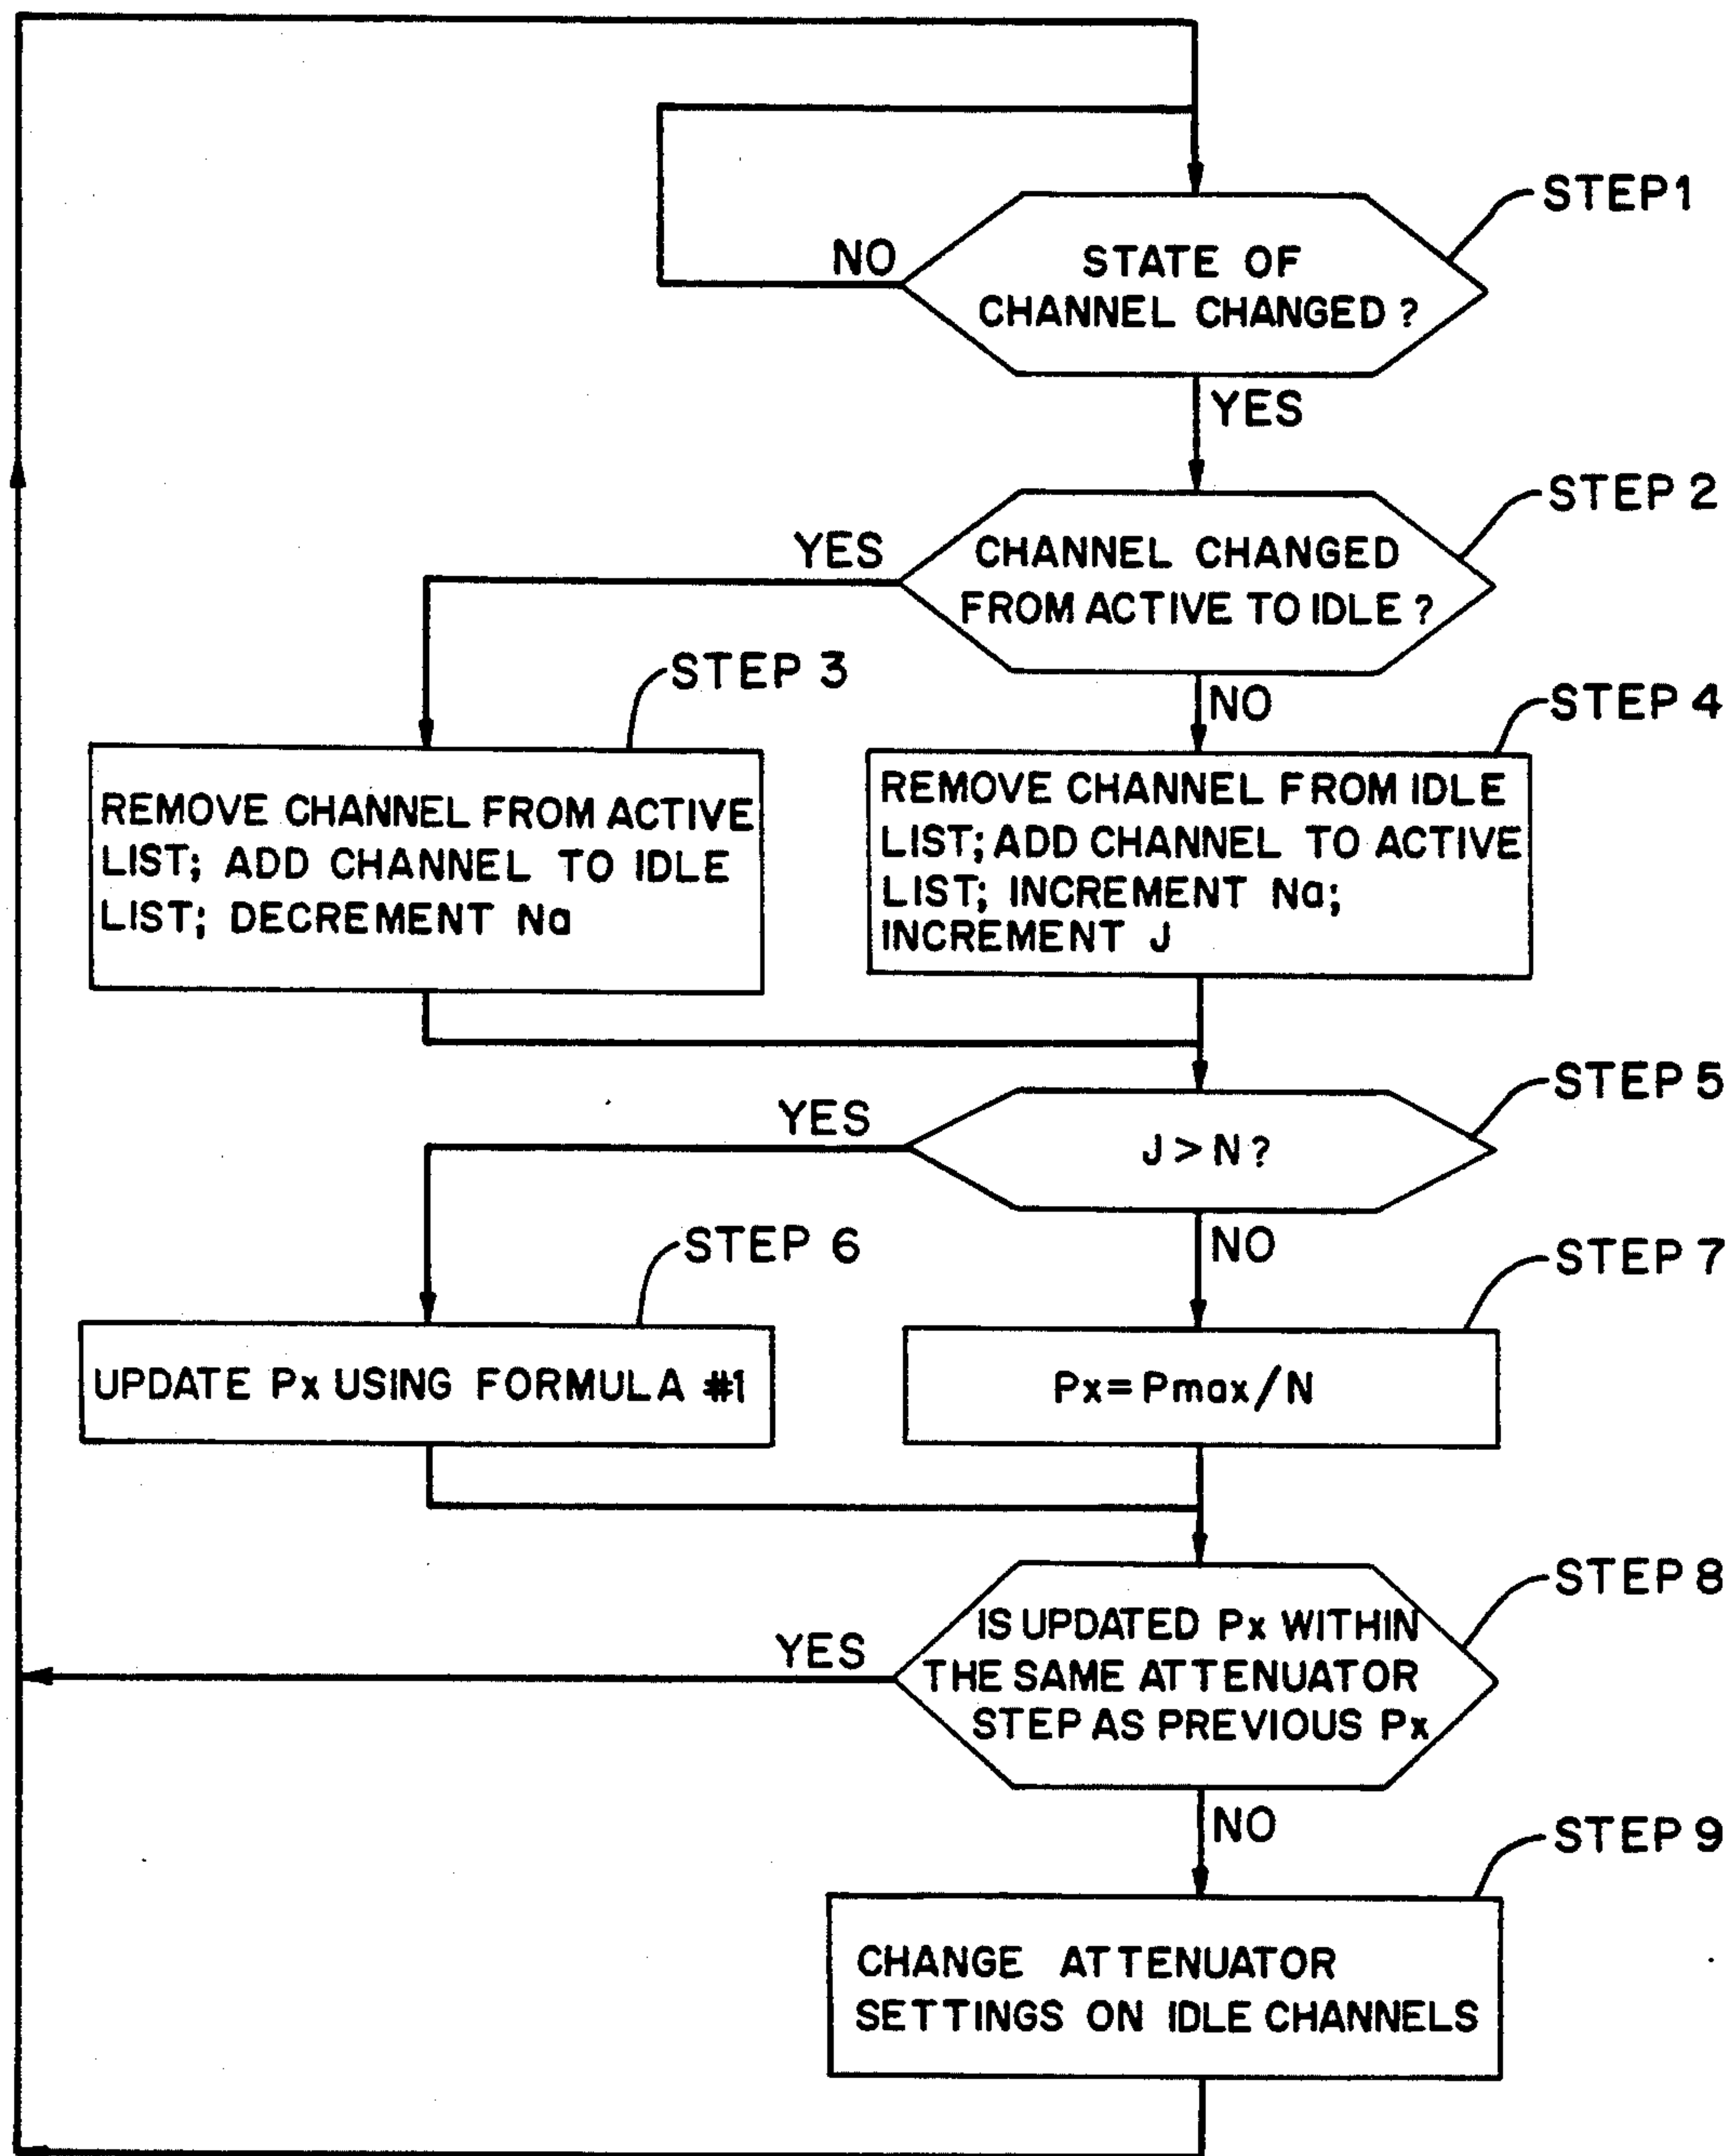 STEP 1
NO
STATE OF
CHANNEL CHANGED ?
YES
STEP 2
YES
CHANNEL CHANGED
FROM ACTIVE TO IDLE ?
STEP 3
NO
STEP 4
REMOVE CHANNEL FROM ACTIVE
LIST; ADD CHANNEL TO IDLE
LIST; DECREMENT Na
REMOVE CHANNEL FROM IDLE
LIST; ADD CHANNEL TO ACTIVE
LIST; INCREMENT Na;
INCREMENT J
STEP 5
YES
J > N ?
STEP 6
NO
STEP 7
UPDATE Px USING FORMULA #1
Px = Pmax/N
STEP 8
YES
IS UPDATED Px WITHIN
THE SAME ATTENUATOR
STEP AS PREVIOUS Px
NO
STEP 9
CHANGE ATTENUATOR
SETTINGS ON IDLE CHANNELS